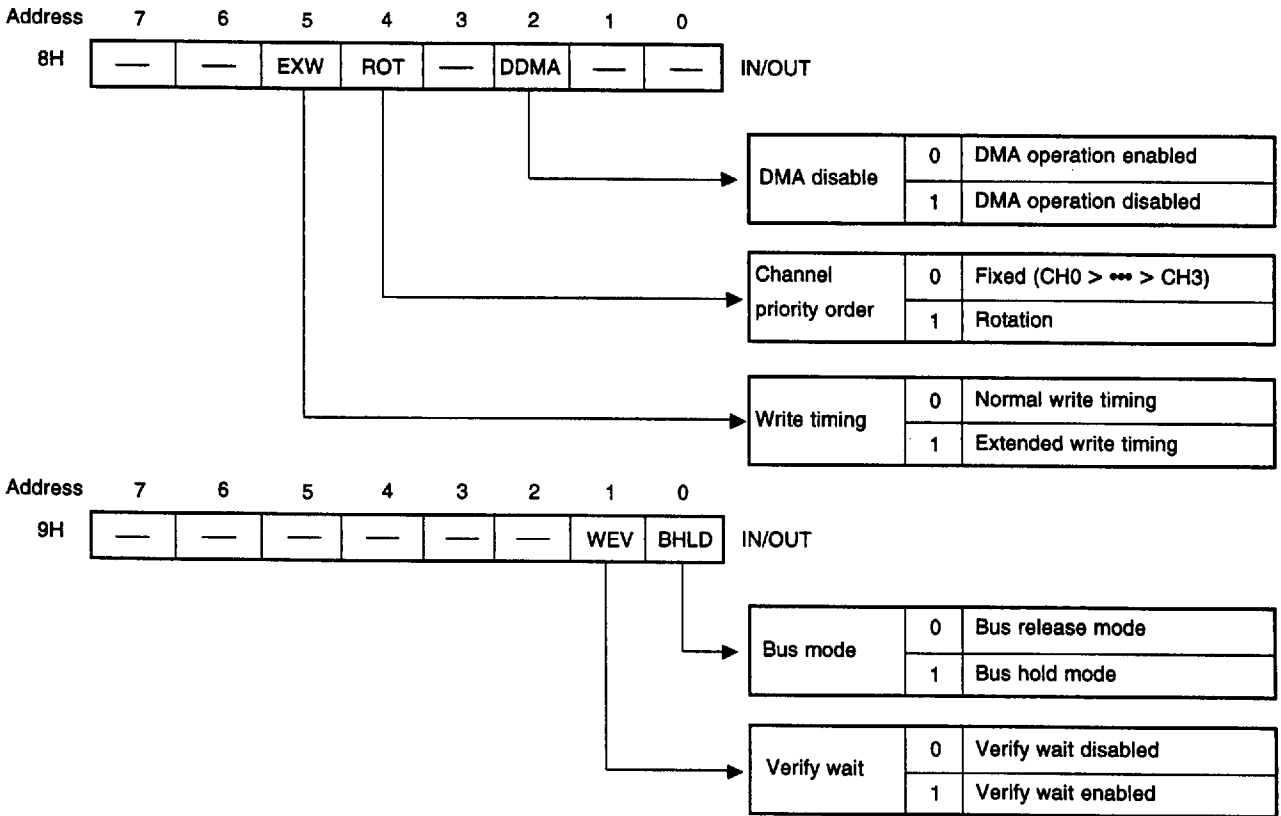 Address 7 6 5 4 3 2 1 0
8H — — EXW ROT — DDMA — — IN/OUT
DMA disable
0 DMA operation enabled
1 DMA operation disabled
Channel priority order
0 Fixed (CH0 > ••• > CH3)
1 Rotation
Write timing
0 Normal write timing
1 Extended write timing
Address 7 6 5 4 3 2 1 0
9H — — — — — — WEV BHLD IN/OUT
Bus mode
0 Bus release mode
1 Bus hold mode
Verify wait
0 Verify wait disabled
1 Verify wait enabled